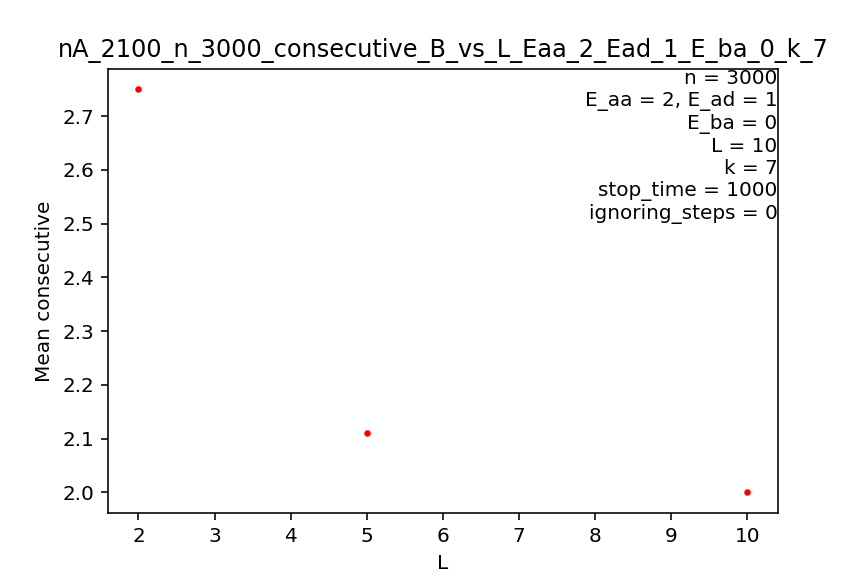 nA_2100_n_3000_consecutive_B_vs_L_Eaa_2_Ead_1_E_ba_0_k_7
n = 3000
E_aa = 2, E_ad = 1
E_ba = 0
L = 10
k = 7
stop_time = 1000
ignoring_steps = 0
Mean consecutive
2.7
2.6
2.5
2.4
2.3
2.2
2.1
2.0
2 3 4 5 6 7 8 9 10
L